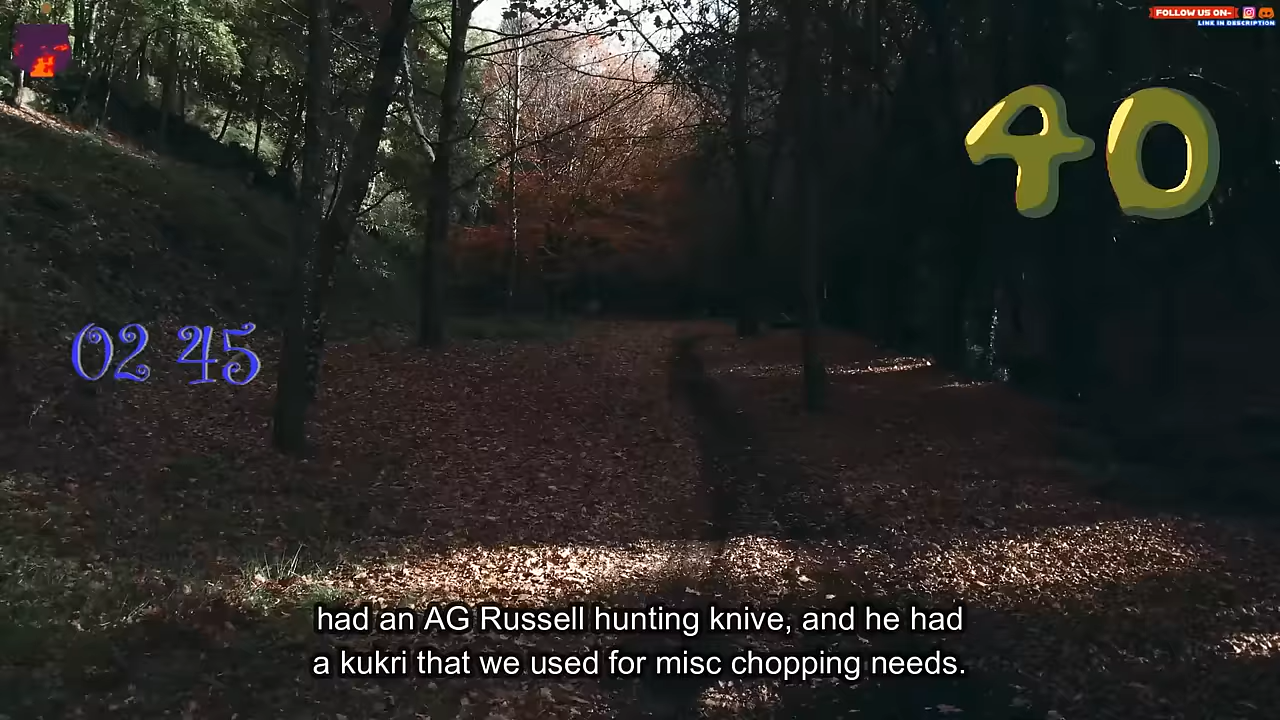 FOLLOW US ON-
LINK IN DESCRIPTION
40
02 45
had an AG Russell hunting knive, and he had
a kukri that we used for misc chopping needs.